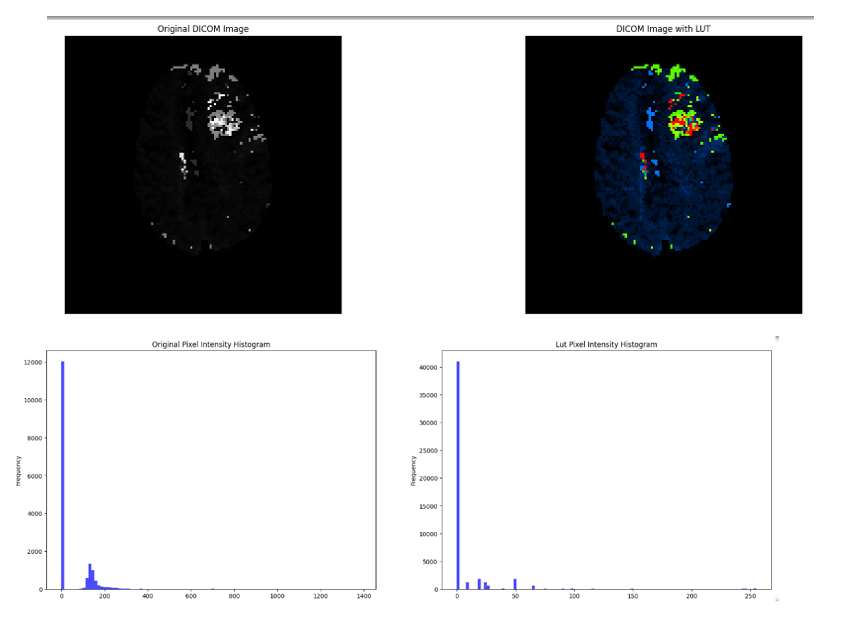 Original DICOM Image
DICOM Image with LUT
Original Pixel Intensity Histogram
12000
10000
8000
6000
4000
2000
0
Frequency
0 200 400 600 800 1000 1200 1400
Lut Pixel Intensity Histogram
40000
35000
30000
25000
20000
15000
10000
5000
0
Frequency
0 50 100 150 200 250